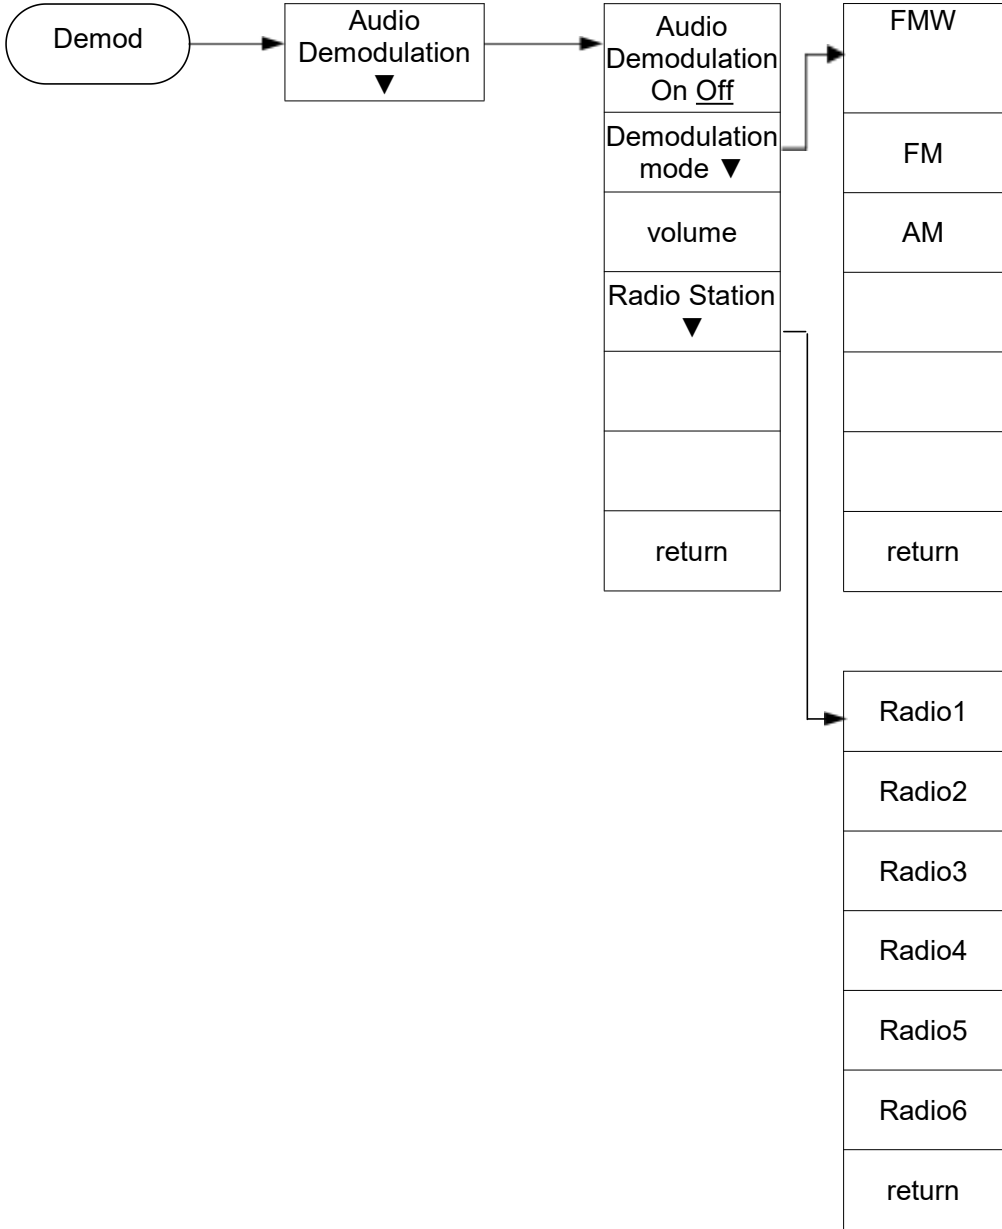 Demod
Audio
Demodulation
▼
Audio
Demodulation
On Off
Demodulation
mode ▼
volume
Radio Station
▼
return
FMW
FM
AM
return
Radio1
Radio2
Radio3
Radio4
Radio5
Radio6
return